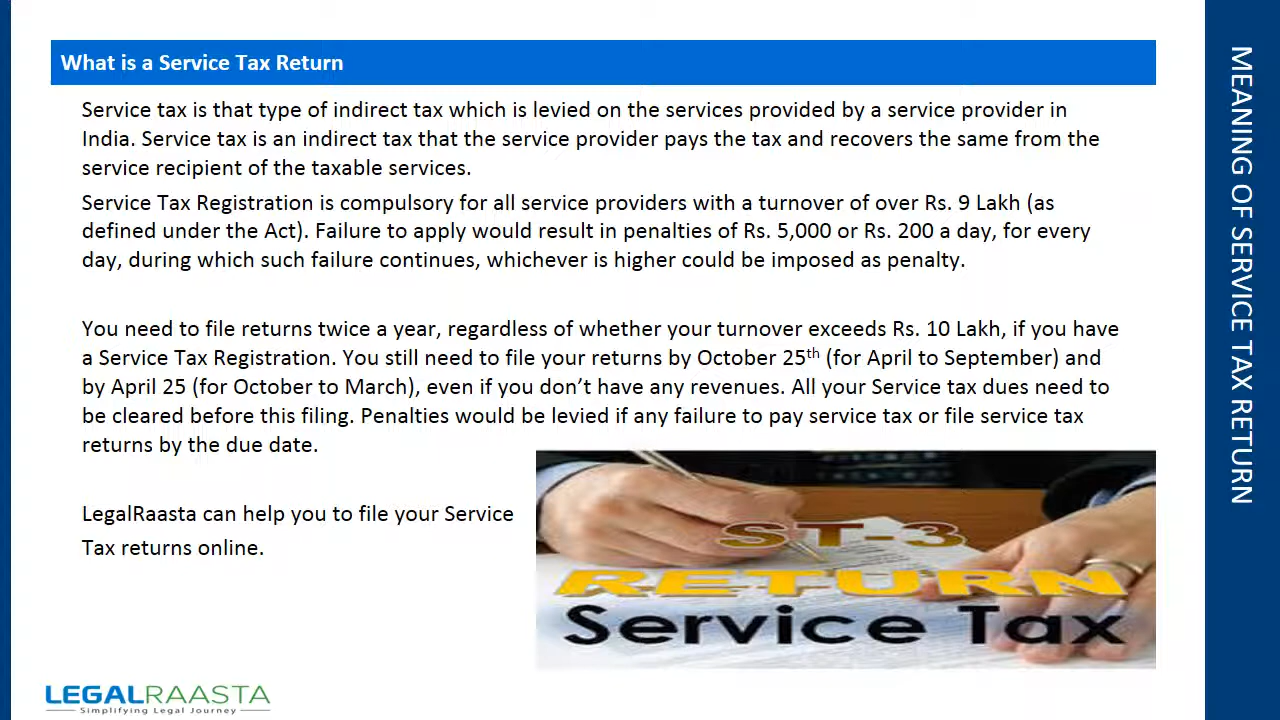 What is a Service Tax Return
Service tax is that type of indirect tax which is levied on the services provided by a service provider in
India. Service tax is an indirect tax that the service provider pays the tax and recovers the same from the
service recipient of the taxable services.
Service Tax Registration is compulsory for all service providers with a turnover of over Rs. 9 Lakh (as
defined under the Act). Failure to apply would result in penalties of Rs. 5,000 or Rs. 200 a day, for every
day, during which such failure continues, whichever is higher could be imposed as penalty.
You need to file returns twice a year, regardless of whether your turnover exceeds Rs. 10 Lakh, if you have
a Service Tax Registration. You still need to file your returns by October 25th (for April to September) and
by April 25 (for October to March), even if you don’t have any revenues. All your Service tax dues need to
be cleared before this filing. Penalties would be levied if any failure to pay service tax or file service tax
returns by the due date.
LegalRaasta can help you to file your Service
Tax returns online.
ST-3
RETURN
Service Tax
LEGALRAASTA
Simplifying Legal Journey
MEANING OF SERVICE TAX RETURN